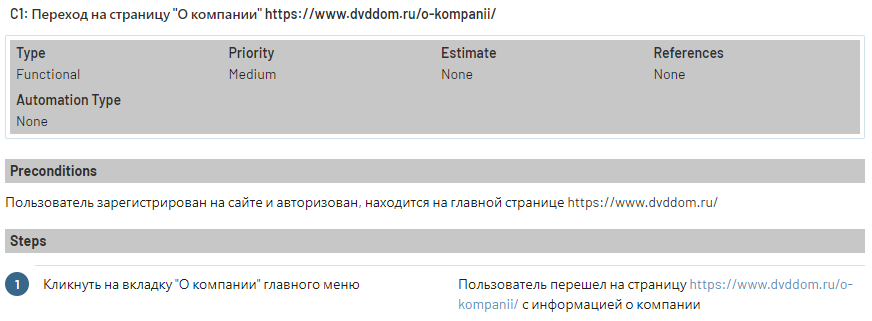 C1: Переход на страницу "О компании" https://www.dvddom.ru/o-kompanii/
Type Priority Estimate References
Functional Medium None None
Automation Type
None
Preconditions
Пользователь зарегистрирован на сайте и авторизован, находится на главной странице https://www.dvddom.ru/
Steps
1 Кликнуть на вкладку "О компании" главного меню Пользователь перешел на страницу https://www.dvddom.ru/o-
kompanii/ с информацией о компании